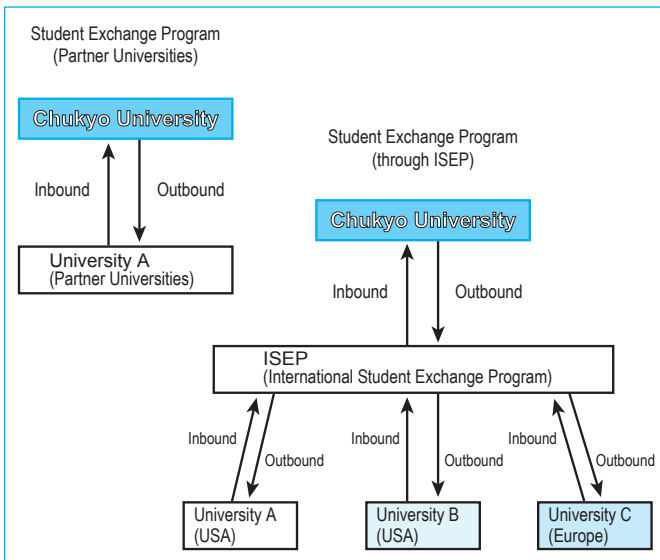 Student Exchange Program
(Partner Universities)
Chukyo University
Inbound
Outbound
University A
(Partner Universities)
Student Exchange Program
(through ISEP)
Chukyo University
Inbound
Outbound
ISEP
(International Student Exchange Program)
Inbound
Outbound
Inbound
Outbound
Inbound
Outbound
University A
(USA)
University B
(USA)
University C
(Europe)